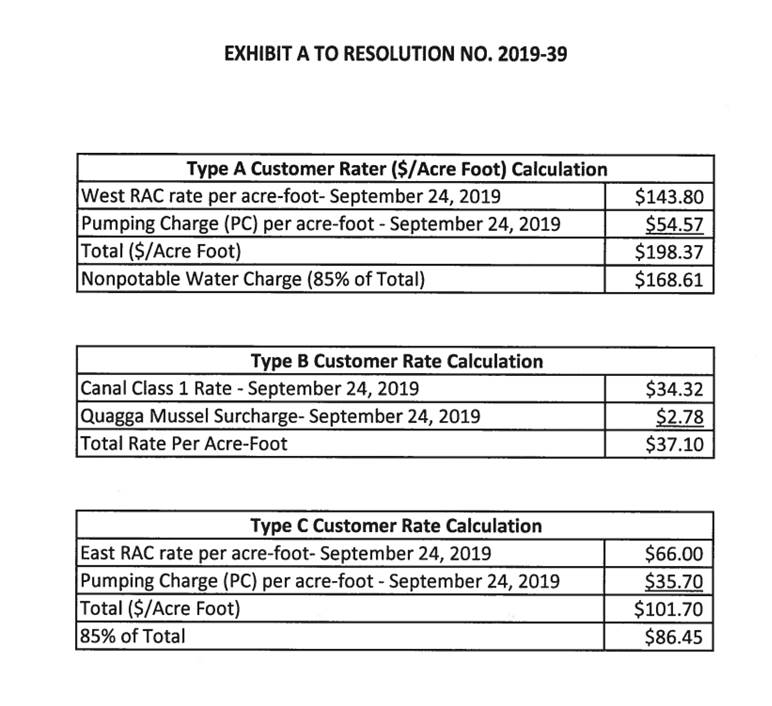 EXHIBIT A TO RESOLUTION NO. 2019-39
Type A Customer Rater ($/Acre Foot) Calculation
West RAC rate per acre-foot- September 24, 2019 $143.80
Pumping Charge (PC) per acre-foot - September 24, 2019 $54.57
Total ($/Acre Foot) $198.37
Nonpotable Water Charge (85% of Total) $168.61
Type B Customer Rate Calculation
Canal Class 1 Rate - September 24, 2019 $34.32
Quagga Mussel Surcharge- September 24, 2019 $2.78
Total Rate Per Acre-Foot $37.10
Type C Customer Rate Calculation
East RAC rate per acre-foot- September 24, 2019 $66.00
Pumping Charge (PC) per acre-foot - September 24, 2019 $35.70
Total ($/Acre Foot) $101.70
85% of Total $86.45